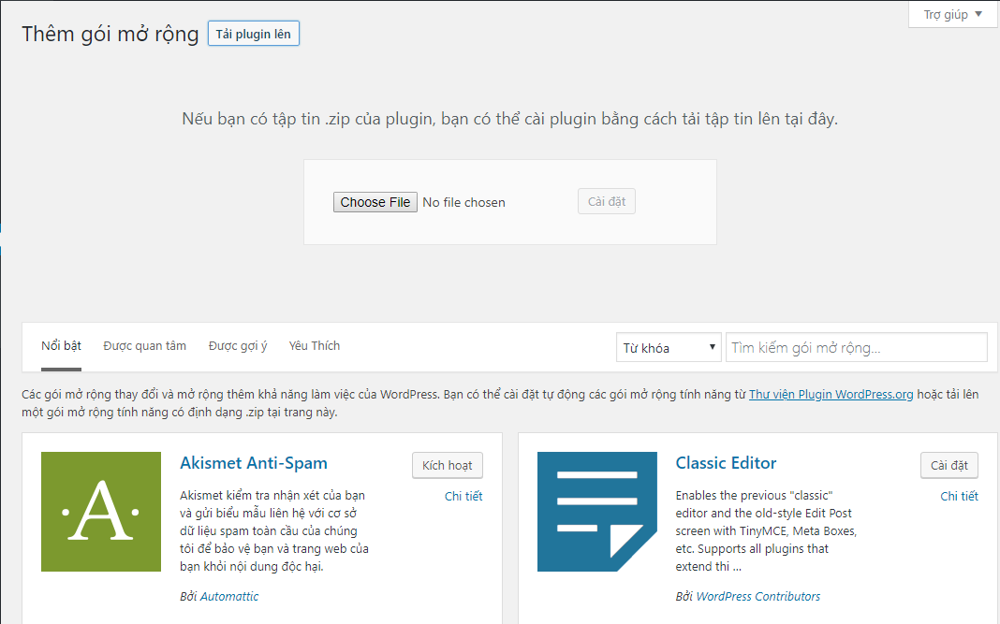 Trợ giúp ▼
Thêm gói mở rộng Tải plugin lên
Nếu bạn có tập tin .zip của plugin, bạn có thể cài plugin bằng cách tải tập tin lên tại đây.
Choose File No file chosen Cài đặt
Nổi bật Được quan tâm Được gợi ý Yêu Thích Từ khóa ▼ Tìm kiếm gói mở rộng...
Các gói mở rộng thay đổi và mở rộng thêm khả năng làm việc của WordPress. Bạn có thể cài đặt tự động các gói mở rộng tính năng từ Thư viện Plugin WordPress.org hoặc tải lên
một gói mở rộng tính năng có định dạng .zip tại trang này.
A
Akismet Anti-Spam Kích hoạt
Chi tiết
Akismet kiểm tra nhận xét của bạn
và gửi biểu mẫu liên hệ với cơ sở
dữ liệu spam toàn cầu của chúng
tôi để bảo vệ bạn và trang web của
bạn khỏi nội dung độc hại.
Bởi Automattic
Classic Editor Cài đặt
Chi tiết
Enables the previous "classic"
editor and the old-style Edit Post
screen with TinyMCE, Meta Boxes,
etc. Supports all plugins that
extend thi ...
Bởi WordPress Contributors